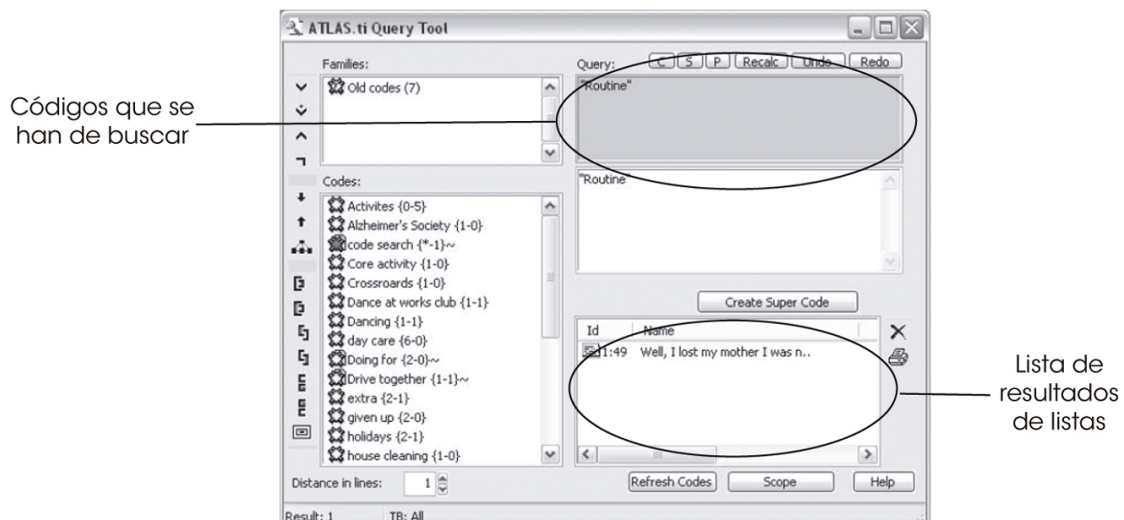 ATLAS.ti Query Tool
Families:
Old codes (7)
Query:
C S P Recalc Undo Redo
"Routine"
Códigos que se
han de buscar
Codes:
Activites {0-5}
Alzheimer's Society {1-0}
code search {*-1}~
Core activity {1-0}
Crossroards {1-0}
Dance at works club {1-1}
Dancing {1-1}
day care {6-0}
Doing for {2-0}~
Drive together {1-1}~
extra {2-1}
given up {2-0}
holidays {2-1}
house cleaning {1-0}
"Routine"
Create Super Code
Id Name
1:49 Well, I lost my mother I was n..
Lista de
resultados
de listas
Distance in lines: 1
Refresh Codes Scope Help
Result: 1 TB: All